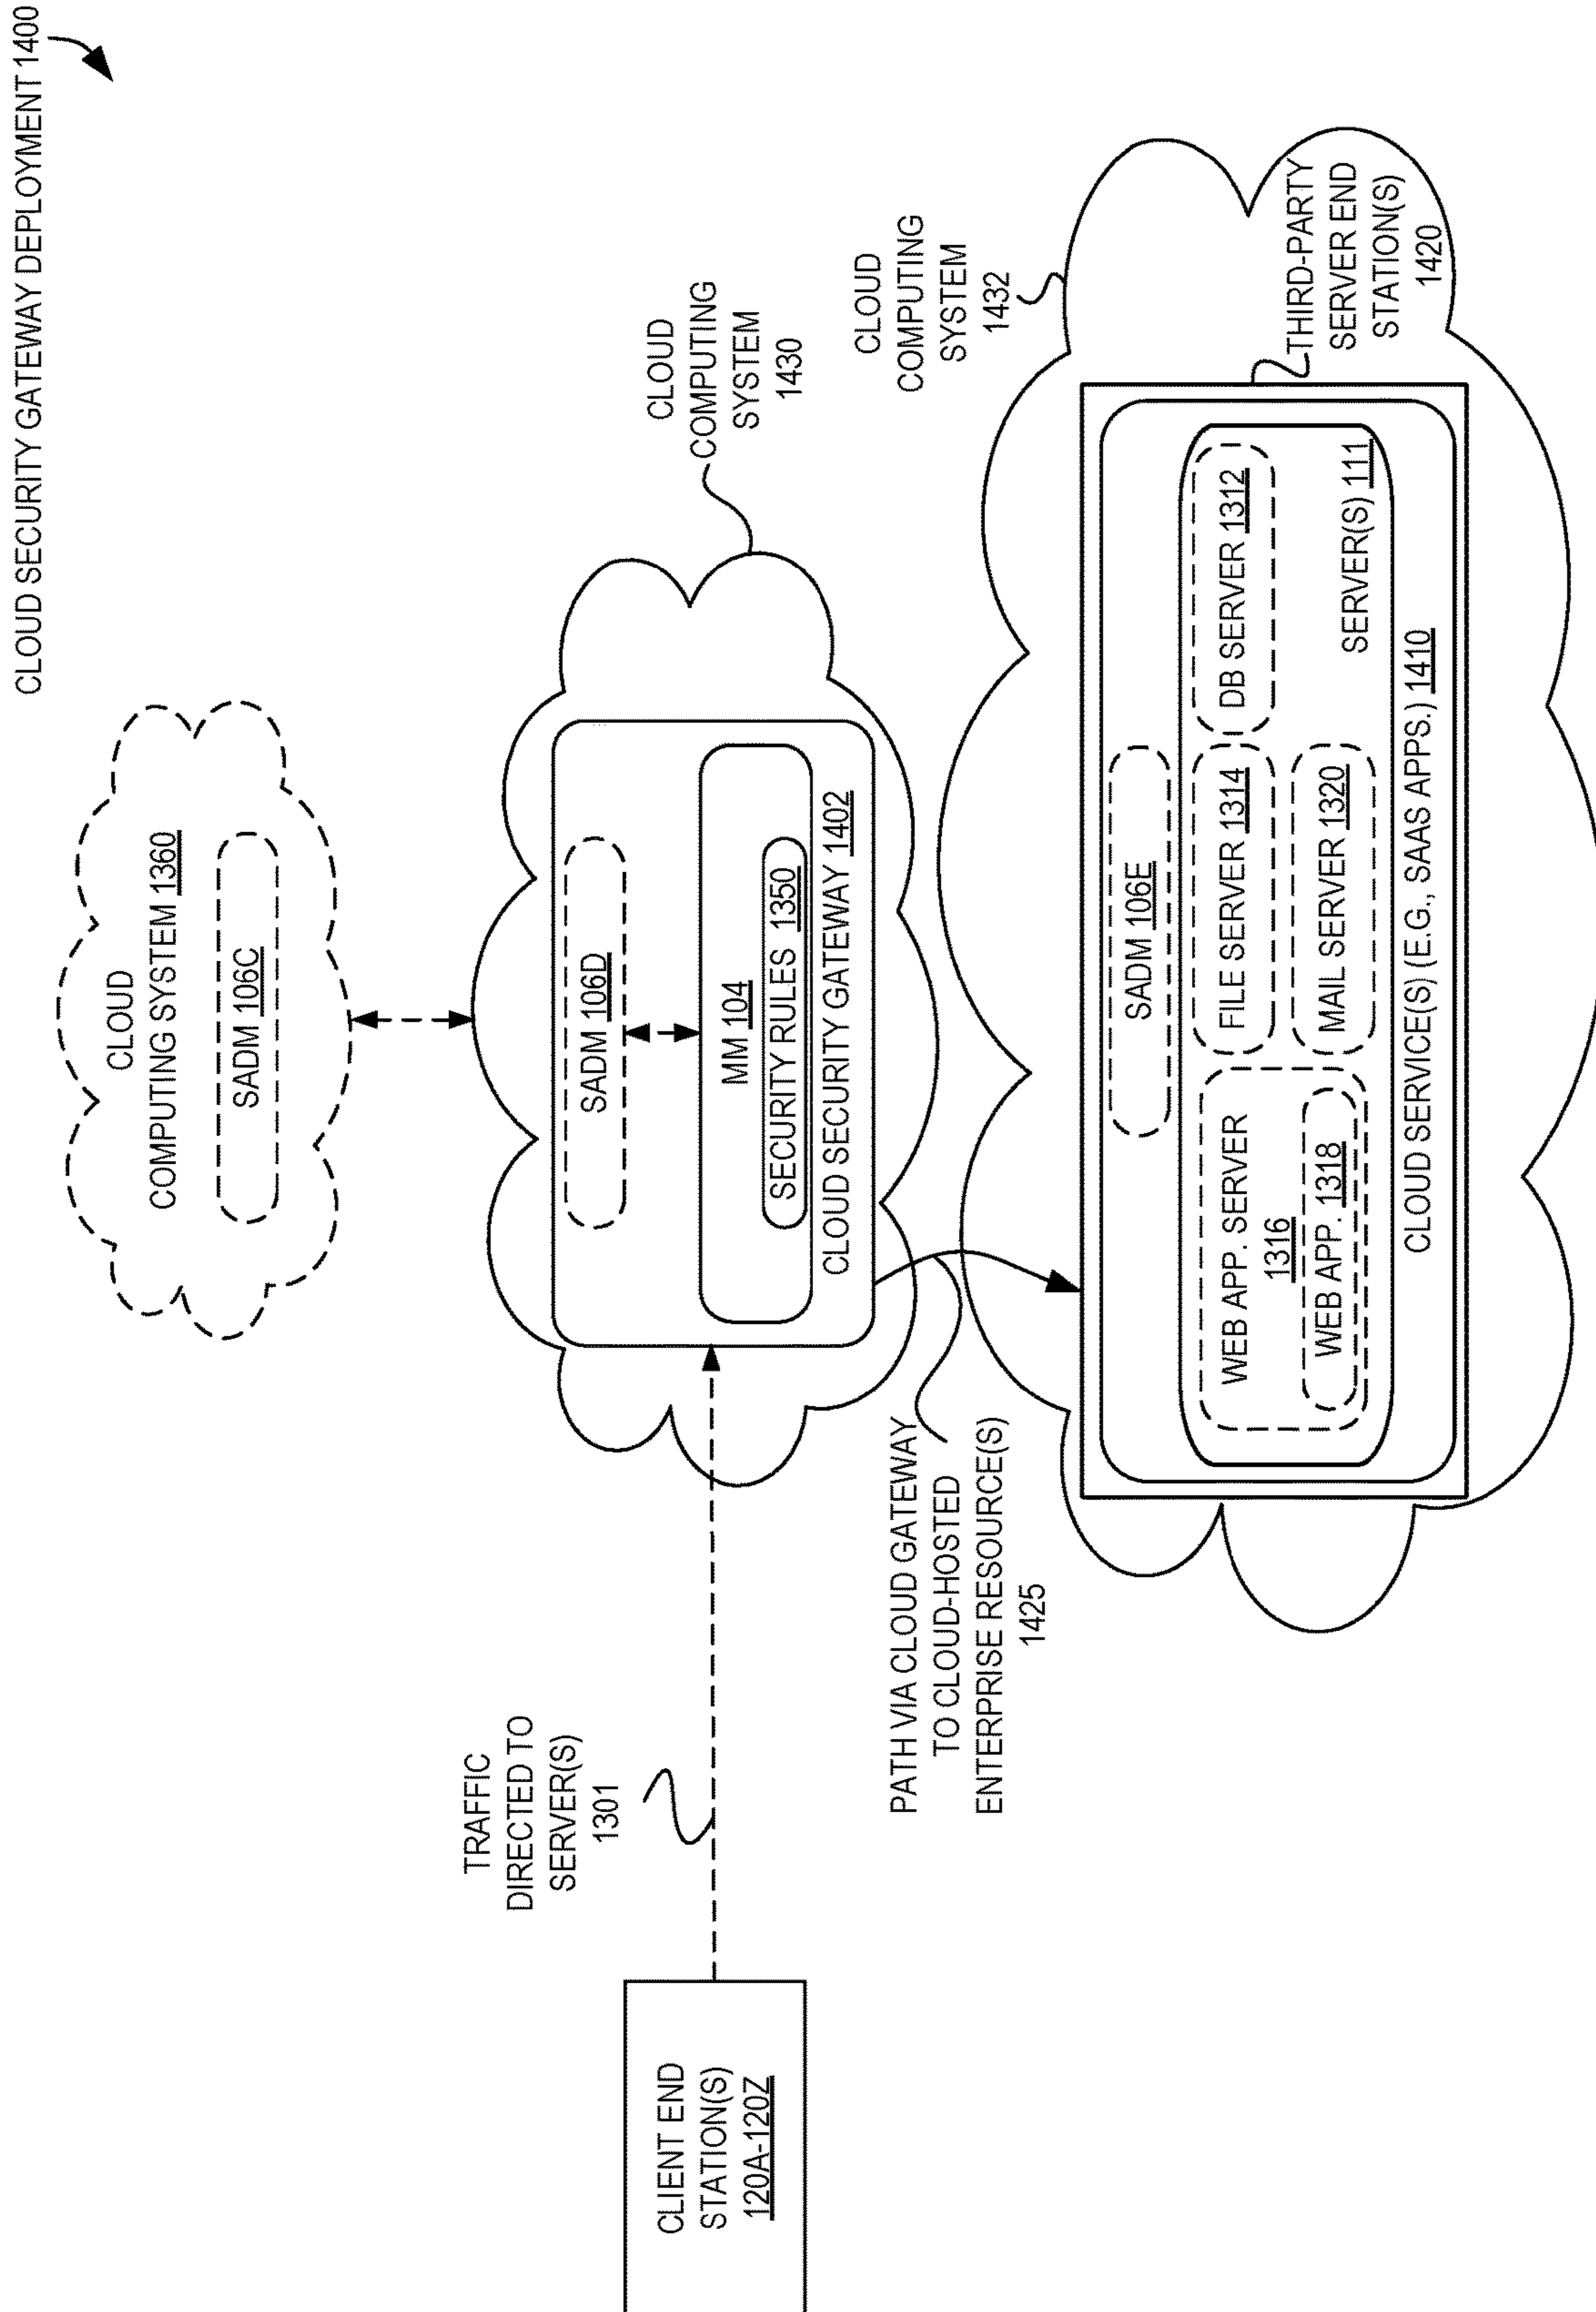 CLOUD SECURITY GATEWAY DEPLOYMENT 1400
CLOUD
COMPUTING SYSTEM 1360
SADM 106C
CLOUD
COMPUTING
SYSTEM
1430
SADM 106D
MM 104
SECURITY RULES 1350
CLOUD SECURITY GATEWAY 1402
TRAFFIC
DIRECTED TO
SERVER(S)
1301
CLIENT END
STATION(S)
120A-120Z
PATH VIA CLOUD GATEWAY
TO CLOUD-HOSTED
ENTERPRISE RESOURCE(S)
1425
CLOUD
COMPUTING
SYSTEM
1432
THIRD-PARTY
SERVER END
STATION(S)
1420
SADM 106E
WEB APP. SERVER
1316
WEB APP. 1318
FILE SERVER 1314
DB SERVER 1312
MAIL SERVER 1320
SERVER(S) 111
CLOUD SERVICE(S) (E.G., SAAS APPS.) 1410